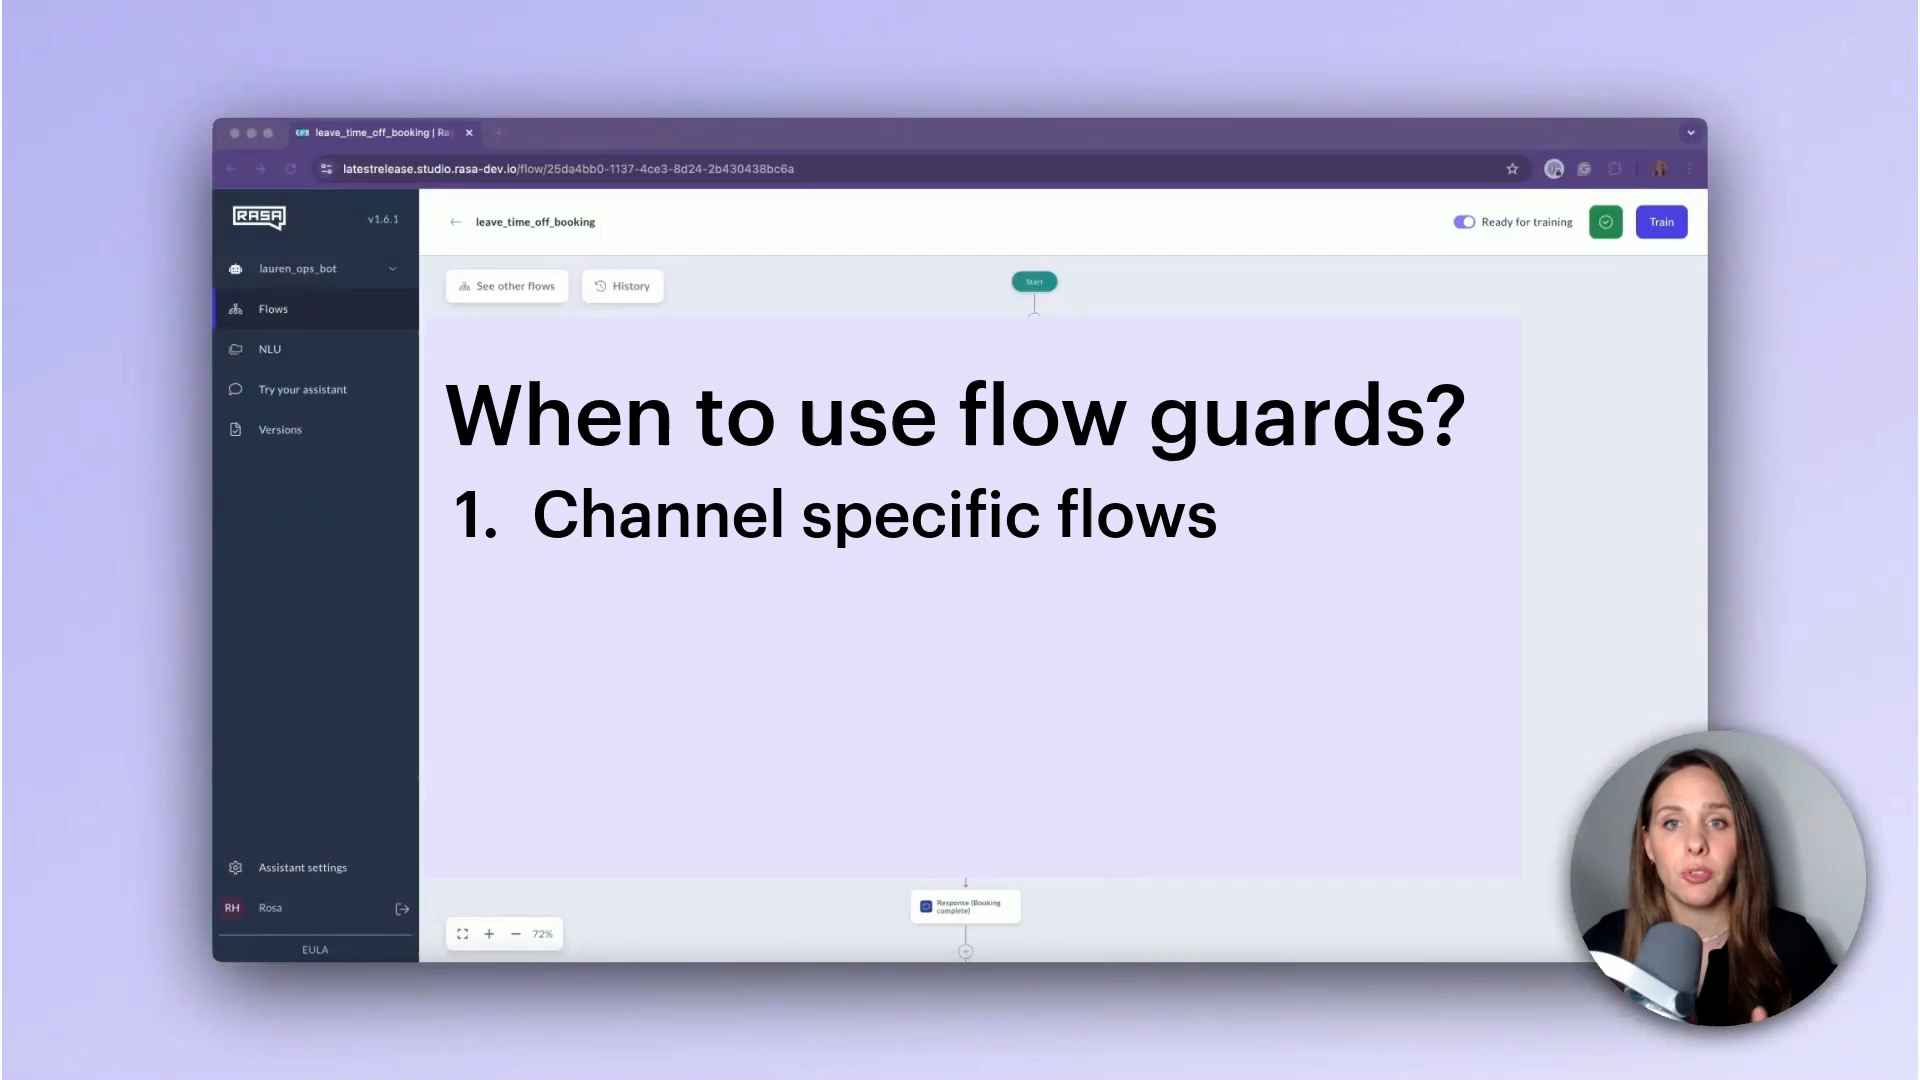 leave_time_off_booking | Ra
latestrelease.studio.rasa-dev.io/flow/25da4bb0-1137-4ce3-8d24-2b430438bc6a
RASA
v1.6.1
leave_time_off_booking
Ready for training
Train
lauren_ops_bot
Flows
NLU
Try your assistant
Versions
See other flows
History
Start
When to use flow guards?
1. Channel specific flows
Response (Booking
complete)
72%
Assistant settings
RH
Rosa
EULA